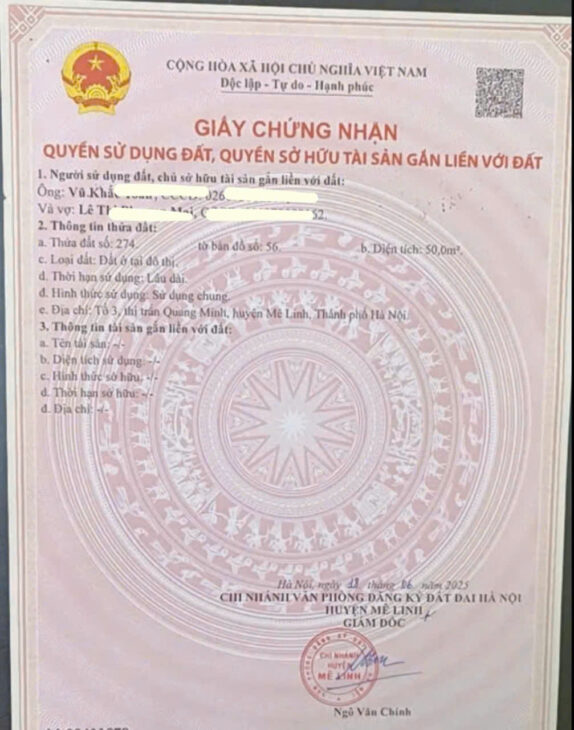 CỘNG HÒA XÃ HỘI CHỦ NGHĨA VIỆT NAM
Độc lập - Tự do - Hạnh phúc
GIẤY CHỨNG NHẬN
QUYỀN SỬ DỤNG ĐẤT, QUYỀN SỞ HỮU TÀI SẢN GẮN LIỀN VỚI ĐẤT
1. Người sử dụng đất, chủ sở hữu tài sản gắn liền với đất:
Ông: Vũ Khắc 026
Và vợ: Lê 52.
2. Thông tin thửa đất:
a. Thửa đất số: 274. tờ bản đồ số: 56. b. Diện tích: 50,0m².
c. Loại đất: Đất ở tại đô thị.
d. Thời hạn sử dụng: Lâu dài.
đ. Hình thức sử dụng: Sử dụng chung.
e. Địa chỉ: Tổ 3, thị trấn Quang Minh, huyện Mê Linh, Thành phố Hà Nội.
3. Thông tin tài sản gắn liền với đất:
a. Tên tài sản: -/-
b. Diện tích sử dụng: -/-
c. Hình thức sở hữu: -/-
d. Thời hạn sở hữu: -/-
đ. Địa chỉ: -/-
Hà Nội, ngày 12 tháng 06 năm 2025
CHI NHÁNH VĂN PHÒNG ĐĂNG KÝ ĐẤT ĐAI HÀ NỘI
HUYỆN MÊ LINH
GIÁM ĐỐC
CHI NHÁNH
HUYỆN
MÊ LINH
Ngô Văn Chính